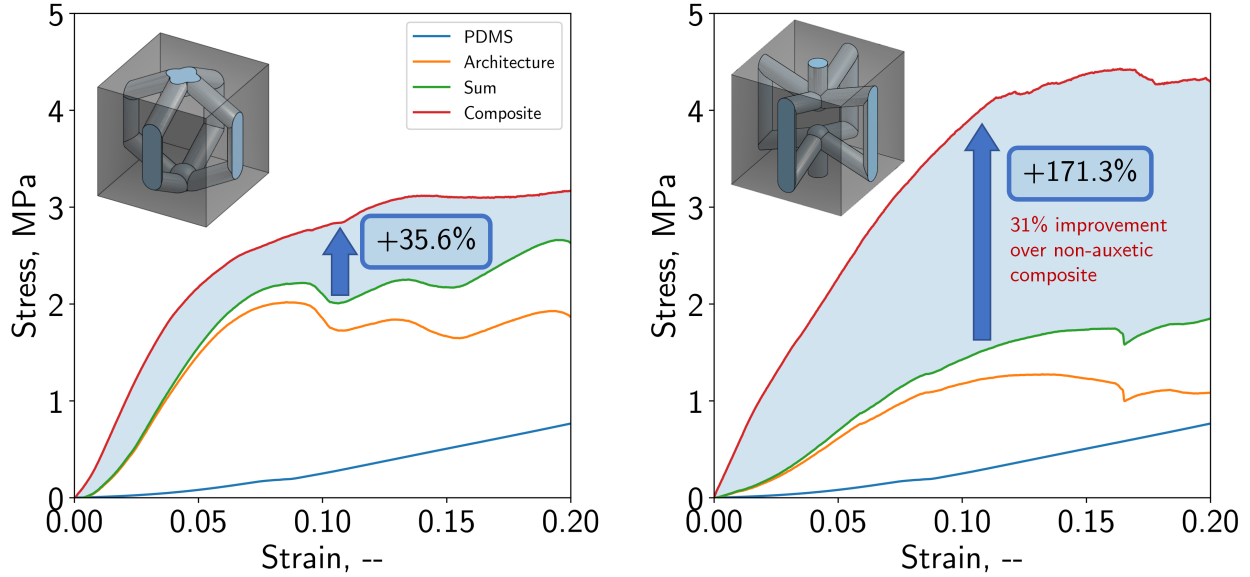 5
4
3
2
1
0
0.00
0.05
0.10
0.15
0.20
Stress, MPa
Strain, --
PDMS
Architecture
Sum
Composite
+35.6%
5
4
3
2
1
0
0.00
0.05
0.10
0.15
0.20
Stress, MPa
Strain, --
+171.3%
31% improvement
over non-auxetic
composite